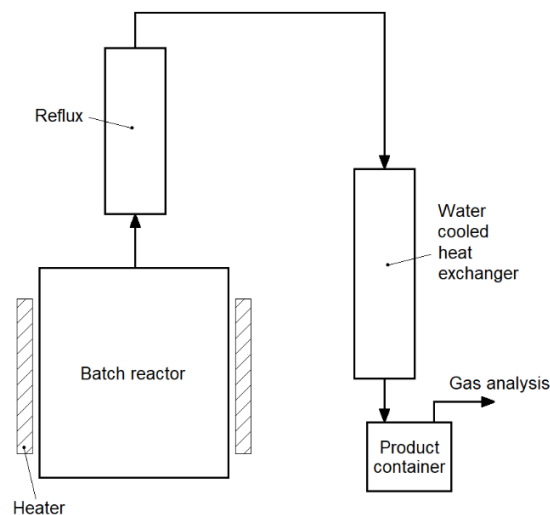 Reflux
Water
cooled
heat
exchanger
Batch reactor
Gas analysis
Product
container
Heater